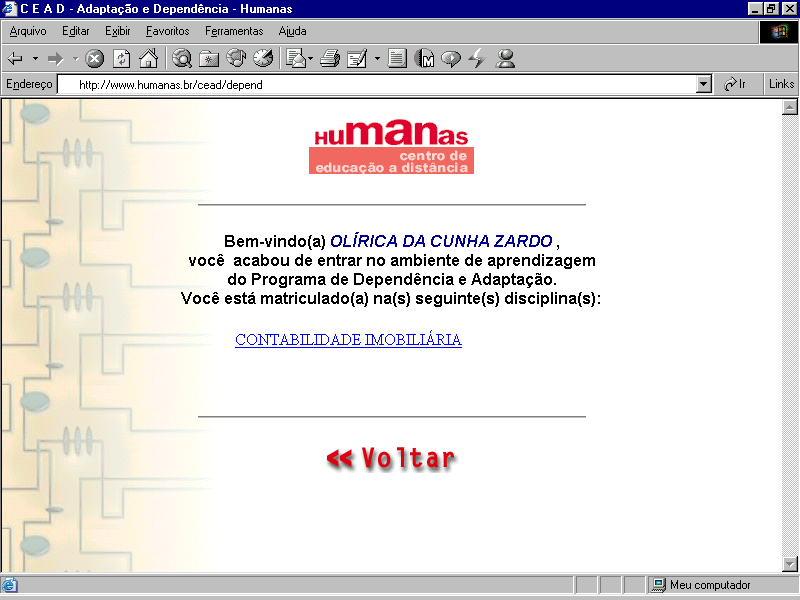 C E A D - Adaptação e Dependência - Humanas
Arquivo Editar Exibir Favoritos Ferramentas Ajuda
Endereço http://www.humanas.br/cead/depend Ir Links
HUMANAS
centro de
educação a distância
Bem-vindo(a) OLÍRICA DA CUNHA ZARDO ,
você acabou de entrar no ambiente de aprendizagem
do Programa de Dependência e Adaptação.
Você está matriculado(a) na(s) seguinte(s) disciplina(s):
CONTABILIDADE IMOBILIÁRIA
<< Voltar
Meu computador